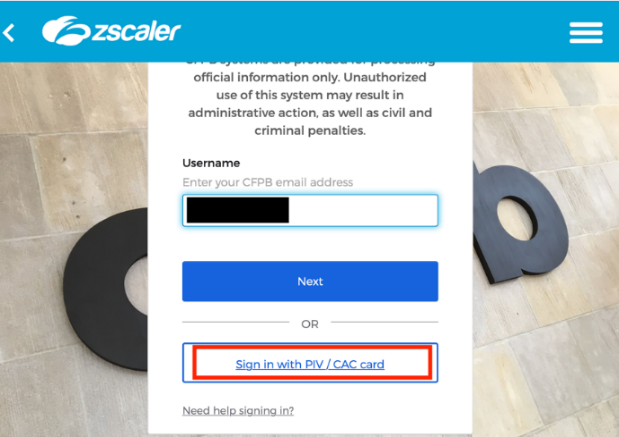 zscaler
CFPB systems are provided for processing
official information only. Unauthorized
use of this system may result in
administrative action, as well as civil and
criminal penalties.
Username
Enter your CFPB email address
Next
OR
Sign in with PIV / CAC card
Need help signing in?
b